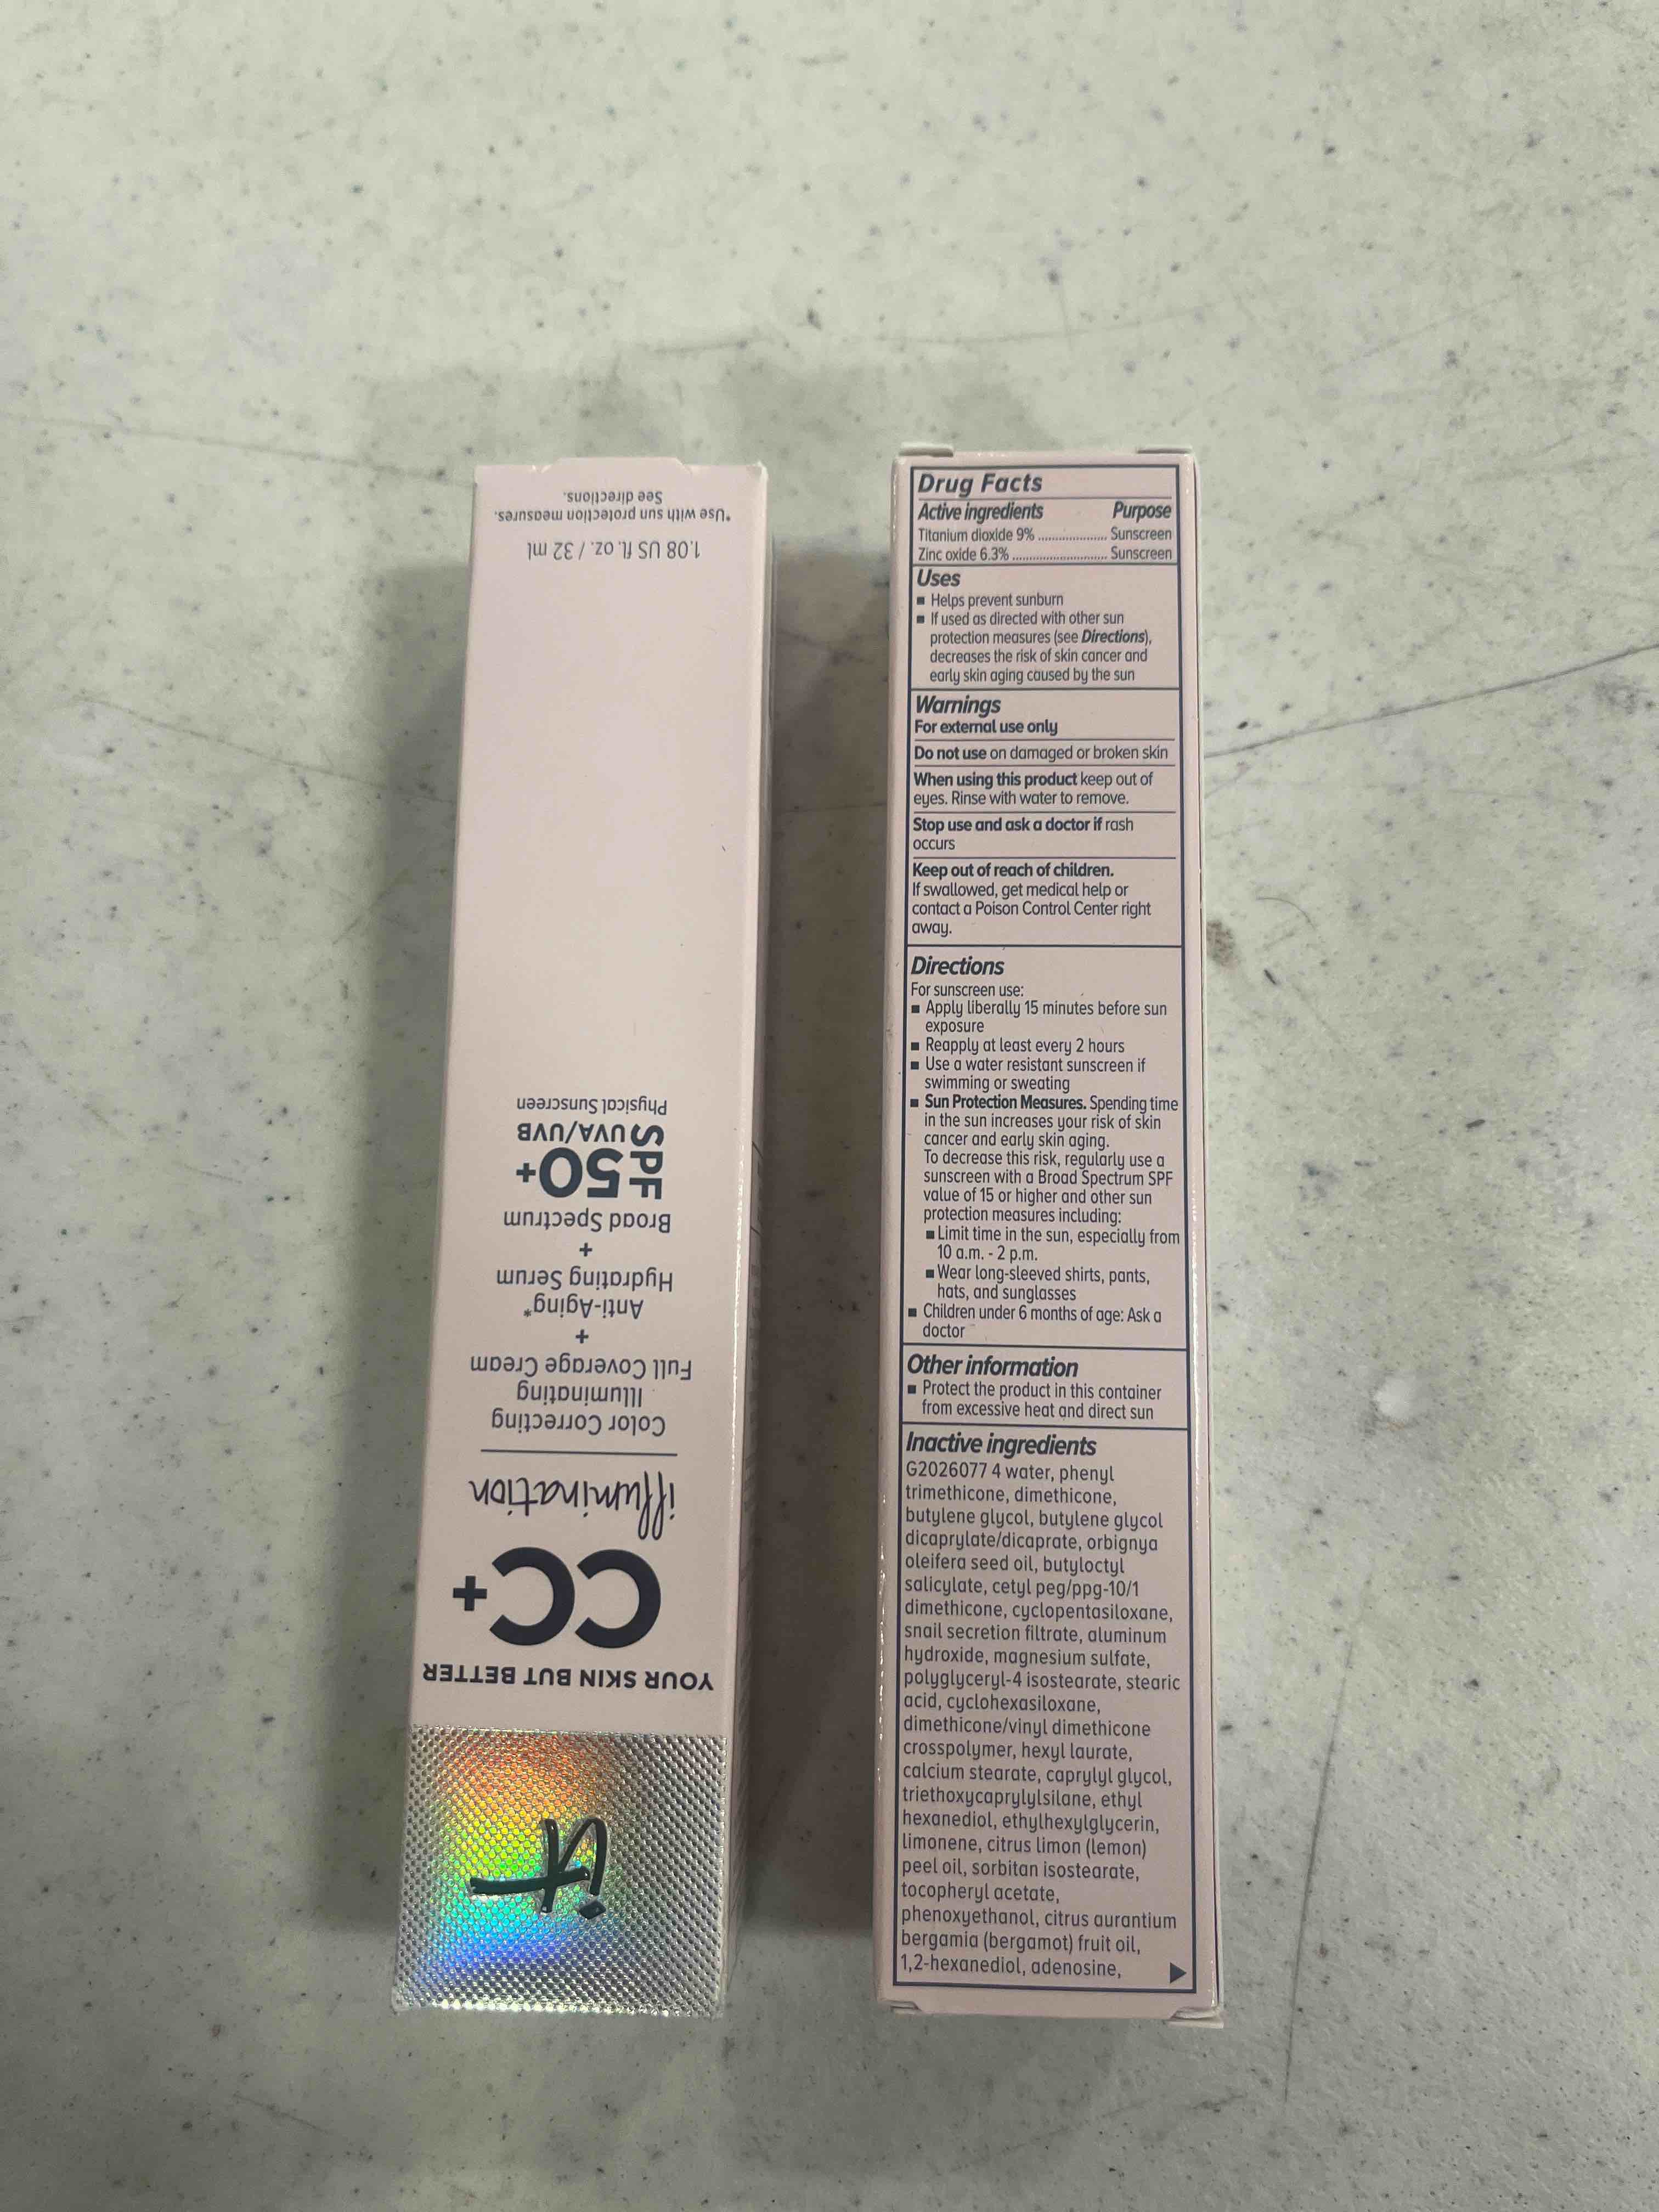 it
YOUR SKIN BUT BETTER
CC+
illumination
Color Correcting
Illuminating
Full Coverage Cream
+
Anti-Aging*
Hydrating Serum
+
Broad Spectrum
SPF 50+
UVA/UVB
Physical Sunscreen
1.08 US fl. oz. / 32 ml
*Use with sun protection measures.
See directions.
Drug Facts
Active ingredients Purpose
Titanium dioxide 9% .................... Sunscreen
Zinc oxide 6.3% ........................... Sunscreen
Uses
■ Helps prevent sunburn
■ If used as directed with other sun
protection measures (see Directions),
decreases the risk of skin cancer and
early skin aging caused by the sun
Warnings
For external use only
Do not use on damaged or broken skin
When using this product keep out of
eyes. Rinse with water to remove.
Stop use and ask a doctor if rash
occurs
Keep out of reach of children.
If swallowed, get medical help or
contact a Poison Control Center right
away.
Directions
For sunscreen use:
■ Apply liberally 15 minutes before sun
exposure
■ Reapply at least every 2 hours
■ Use a water resistant sunscreen if
swimming or sweating
■ Sun Protection Measures. Spending time
in the sun increases your risk of skin
cancer and early skin aging.
To decrease this risk, regularly use a
sunscreen with a Broad Spectrum SPF
value of 15 or higher and other sun
protection measures including:
■ Limit time in the sun, especially from
10 a.m. - 2 p.m.
■ Wear long-sleeved shirts, pants,
hats, and sunglasses
■ Children under 6 months of age: Ask a
doctor
Other information
■ Protect the product in this container
from excessive heat and direct sun
Inactive ingredients
G2026077 4 water, phenyl
trimethicone, dimethicone,
butylene glycol, butylene glycol
dicaprylate/dicaprate, orbignya
oleifera seed oil, butyloctyl
salicylate, cetyl peg/ppg-10/1
dimethicone, cyclopentasiloxane,
snail secretion filtrate, aluminum
hydroxide, magnesium sulfate,
polyglyceryl-4 isostearate, stearic
acid, cyclohexasiloxane,
dimethicone/vinyl dimethicone
crosspolymer, hexyl laurate,
calcium stearate, caprylyl glycol,
triethoxycaprylylsilane, ethyl
hexanediol, ethylhexylglycerin,
limonene, citrus limon (lemon)
peel oil, sorbitan isostearate,
tocopheryl acetate,
phenoxyethanol, citrus aurantium
bergamia (bergamot) fruit oil,
1,2-hexanediol, adenosine,